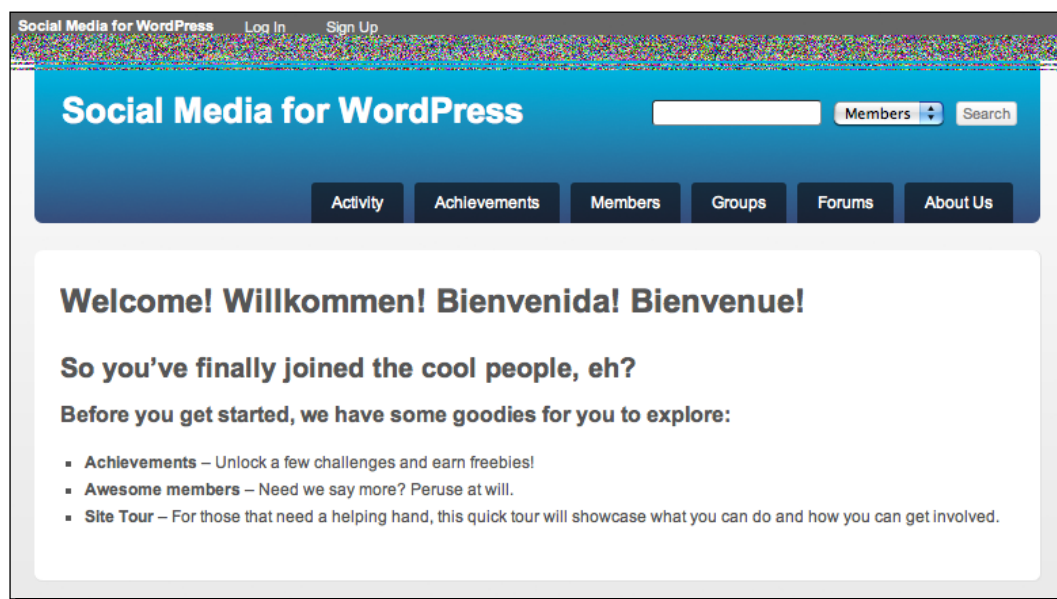 Social Media for WordPress Log In Sign Up
Social Media for WordPress
Members Search
Activity Achievements Members Groups Forums About Us
Welcome! Willkommen! Bienvenida! Bienvenue!
So you’ve finally joined the cool people, eh?
Before you get started, we have some goodies for you to explore:
▪ Achievements – Unlock a few challenges and earn freebies!
▪ Awesome members – Need we say more? Peruse at will.
▪ Site Tour – For those that need a helping hand, this quick tour will showcase what you can do and how you can get involved.